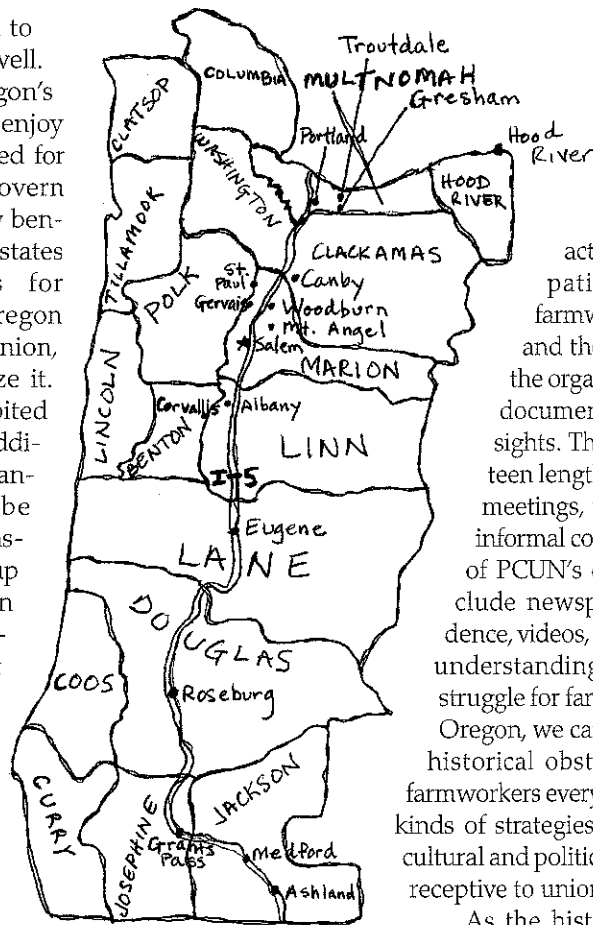 to
well.
gon's
enjoy
ed for
overn
ben-
states
s for
regon
nion,
ze it.
bited
ddi-
an-
be
ns-
up
n
-
t
COLUMBIA
CLATSOP
Troutdale
MULTNOMAH
Gresham
Portland
Hood
River
HOOD
RIVER
WASHINGTON
TILLAMOOK
CLACKAMAS
POLK
St.
Paul
Canby
Gervais
Woodburn
Mt. Angel
Salem
MARION
LINCOLN
Corvallis
Albany
BENTON
LINN
I-5
Eugene
LANE
DOUGLAS
COOS
Roseburg
CURRY
JOSEPHINE
JACKSON
Grants
Pass
Medford
Ashland
act
pati
farmw
and the
the orga
documen
sights. Th
teen length
meetings,
informal co
of PCUN's
clude newsp
dence, videos,
understanding
struggle for far
Oregon, we ca
historical obst
farmworkers every
kinds of strategies
cultural and politic
receptive to union
As the hist